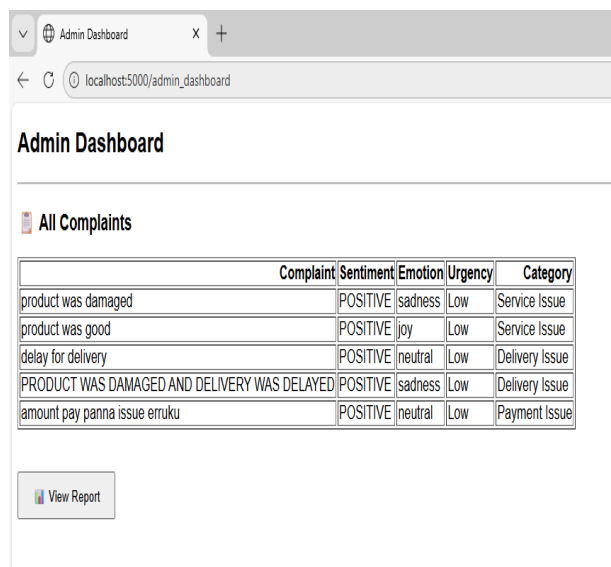 Admin Dashboard
localhost:5000/admin_dashboard
Admin Dashboard
All Complaints
Complaint Sentiment Emotion Urgency Category
product was damaged POSITIVE sadness Low Service Issue
product was good POSITIVE joy Low Service Issue
delay for delivery POSITIVE neutral Low Delivery Issue
PRODUCT WAS DAMAGED AND DELIVERY WAS DELAYED POSITIVE sadness Low Delivery Issue
amount pay panna issue erruku POSITIVE neutral Low Payment Issue
View Report